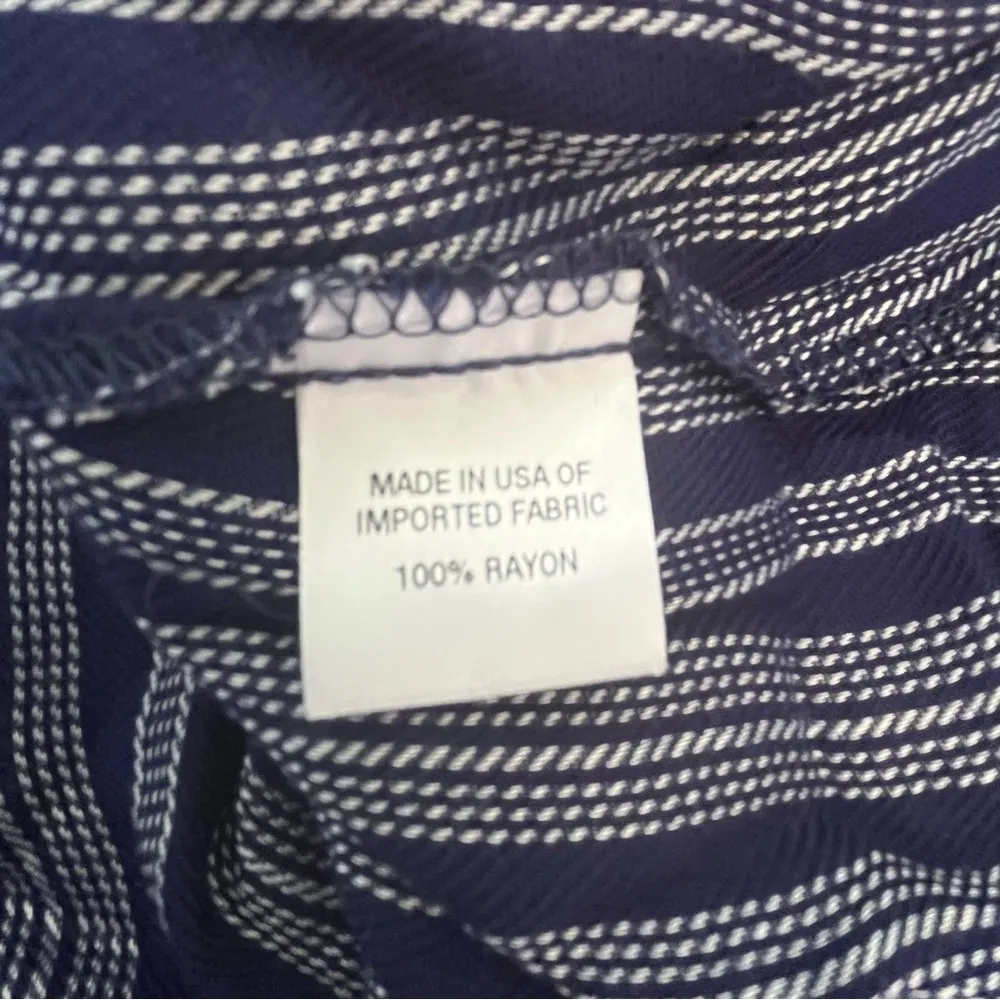 MADE IN USA OF
IMPORTED FABRIC
100% RAYON